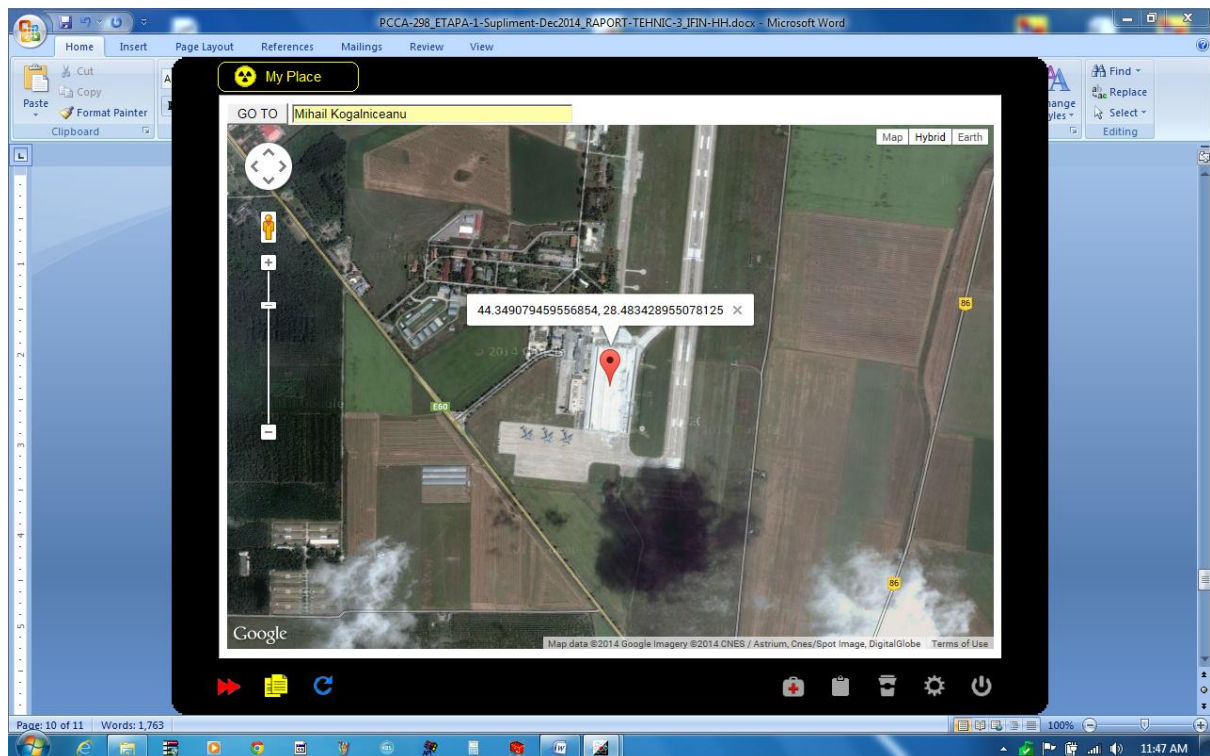 PCCA-298_ETAPA-1-Supliment-Dec2014_RAPORT-TEHNIC-3_IFIN-HH.docx - Microsoft Word
Home Insert Page Layout References Mailings Review View
Cut
Copy
Format Painter
Paste
Clipboard
Find
Replace
Select
Editing
My Place
GO TO Mihail Kogalniceanu
Map Hybrid Earth
86
44.349079459556854, 28.483428955078125
E60
86
Google
Map data ©2014 Google Imagery ©2014 CNES / Astrium, Cnes/Spot Image, DigitalGlobe Terms of Use
Page: 10 of 11 Words: 1,763 100%
11:47 AM